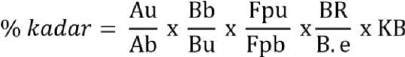 % kadar = Au/Ab x Bb/Bu x Fpu/Fpb x BR/B.e x KB